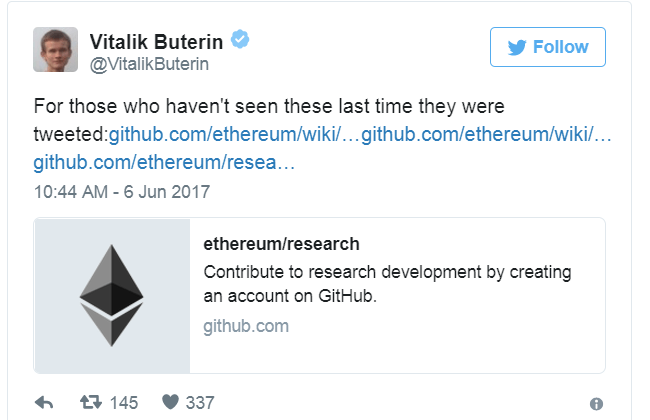 Vitalik Buterin
Follow
@VitalikButerin
For those who haven't seen these last time they were
tweeted:github.com/ethereum/wiki/…github.com/ethereum/wiki/…
github.com/ethereum/resea…
10:44 AM - 6 Jun 2017
ethereum/research
Contribute to research development by creating
an account on GitHub.
github.com
145 337